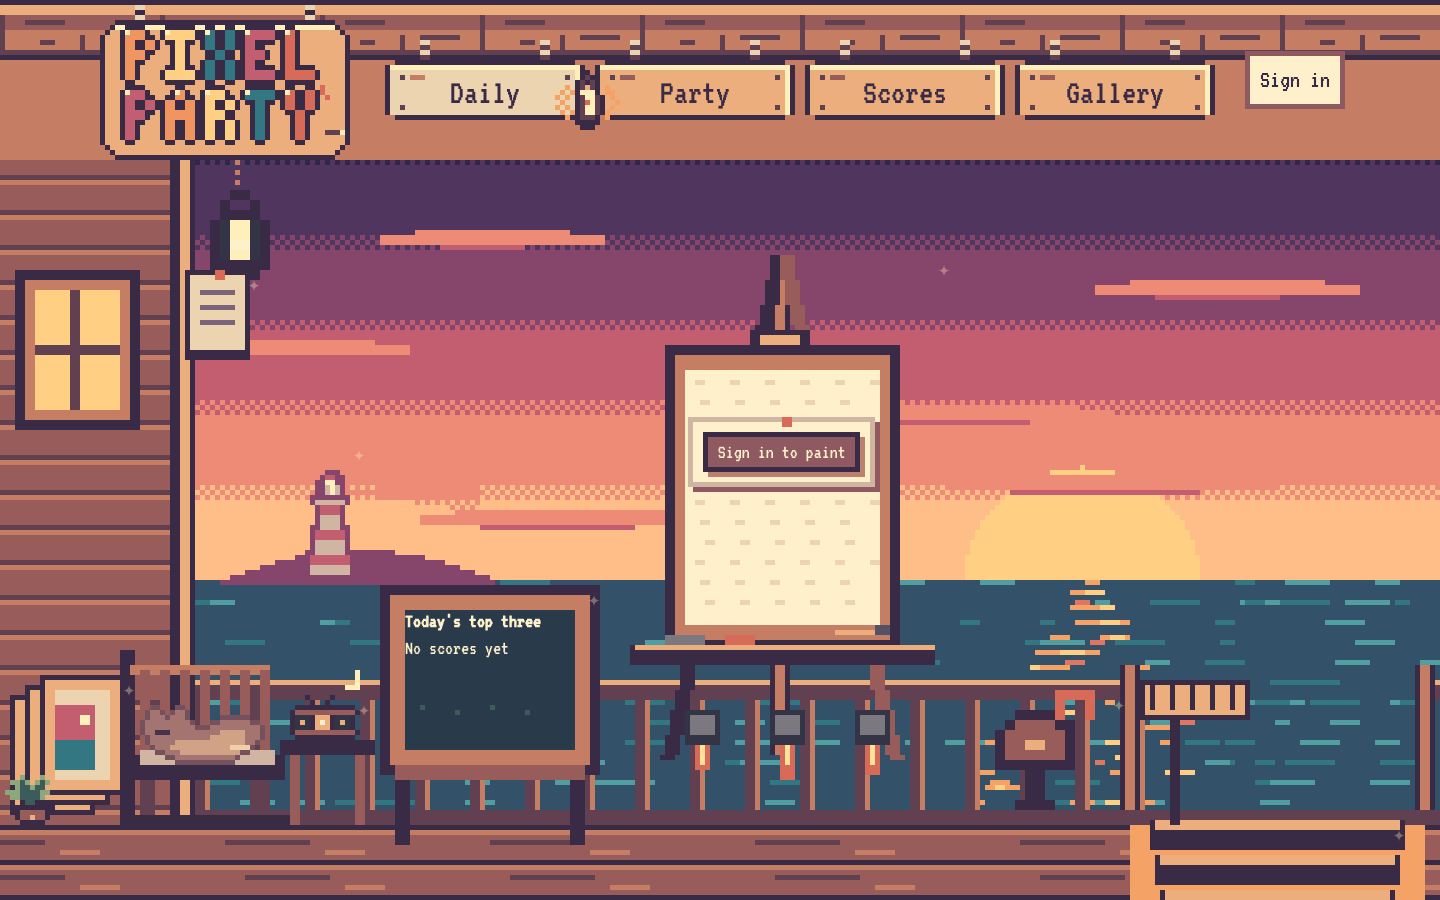 PIXEL
PARTY
Daily
Party
Scores
Gallery
Sign in
Sign in to paint
Today's top three
No scores yet